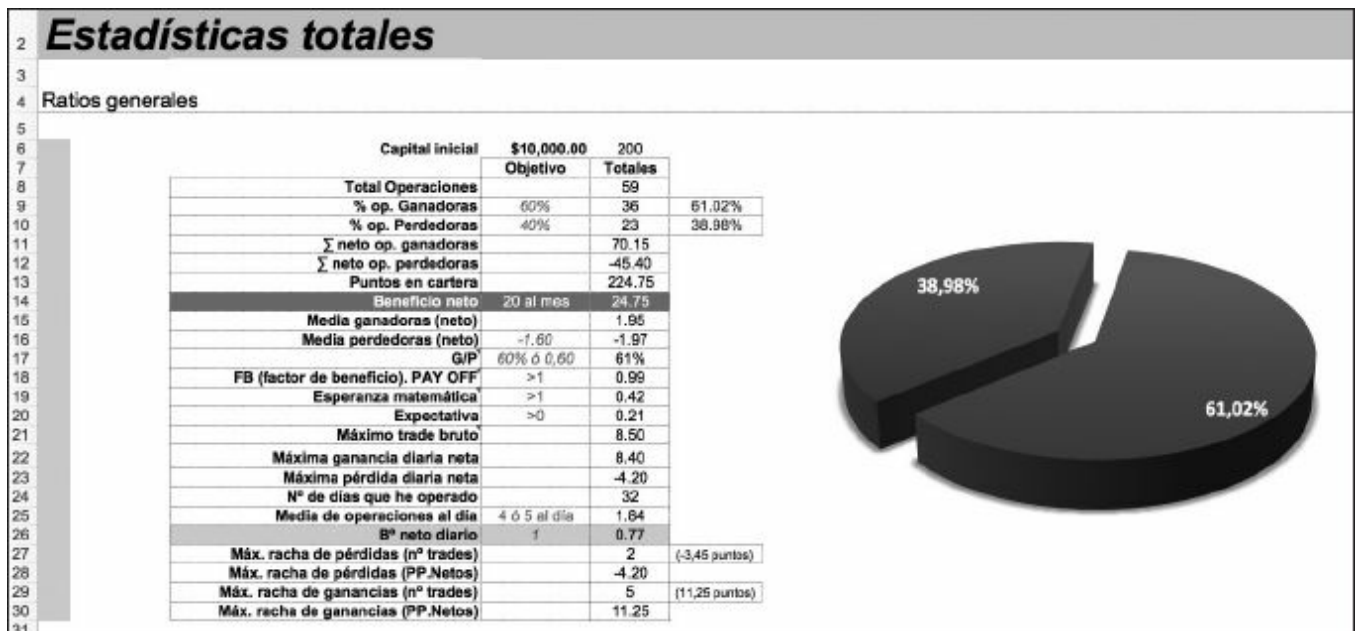 2 Estadísticas totales
3
4 Ratios generales
5
6 Capital inicial $10,000.00 200
7 Objetivo Totales
8 Total Operaciones 59
9 % op. Ganadoras 60% 36 61.02%
10 % op. Perdedoras 40% 23 38.98%
11 ∑ neto op. ganadoras 70.15
12 ∑ neto op. perdedoras -45.40
13 Puntos en cartera 224.75
14 Beneficio neto 20 al mes 24.75
15 Media ganadoras (neto) 1.95
16 Media perdedoras (neto) -1.60 -1.97
17 G/P 60% ó 0,60 61%
18 FB (factor de beneficio). PAY OFF >1 0.99
19 Esperanza matemática >1 0.42
20 Expectativa >0 0.21
21 Máximo trade bruto 8.50
22 Máxima ganancia diaria neta 8.40
23 Máxima pérdida diaria neta -4.20
24 Nº de días que he operado 32
25 Media de operaciones al día 4 ó 5 al día 1.84
26 Bº neto diario 1 0.77
27 Máx. racha de pérdidas (nº trades) 2 (-3,45 puntos)
28 Máx. racha de pérdidas (PP.Netos) -4.20
29 Máx. racha de ganancias (nº trades) 5 (11,25 puntos)
30 Máx. racha de ganancias (PP.Netos) 11.25
31
38,98%
61,02%